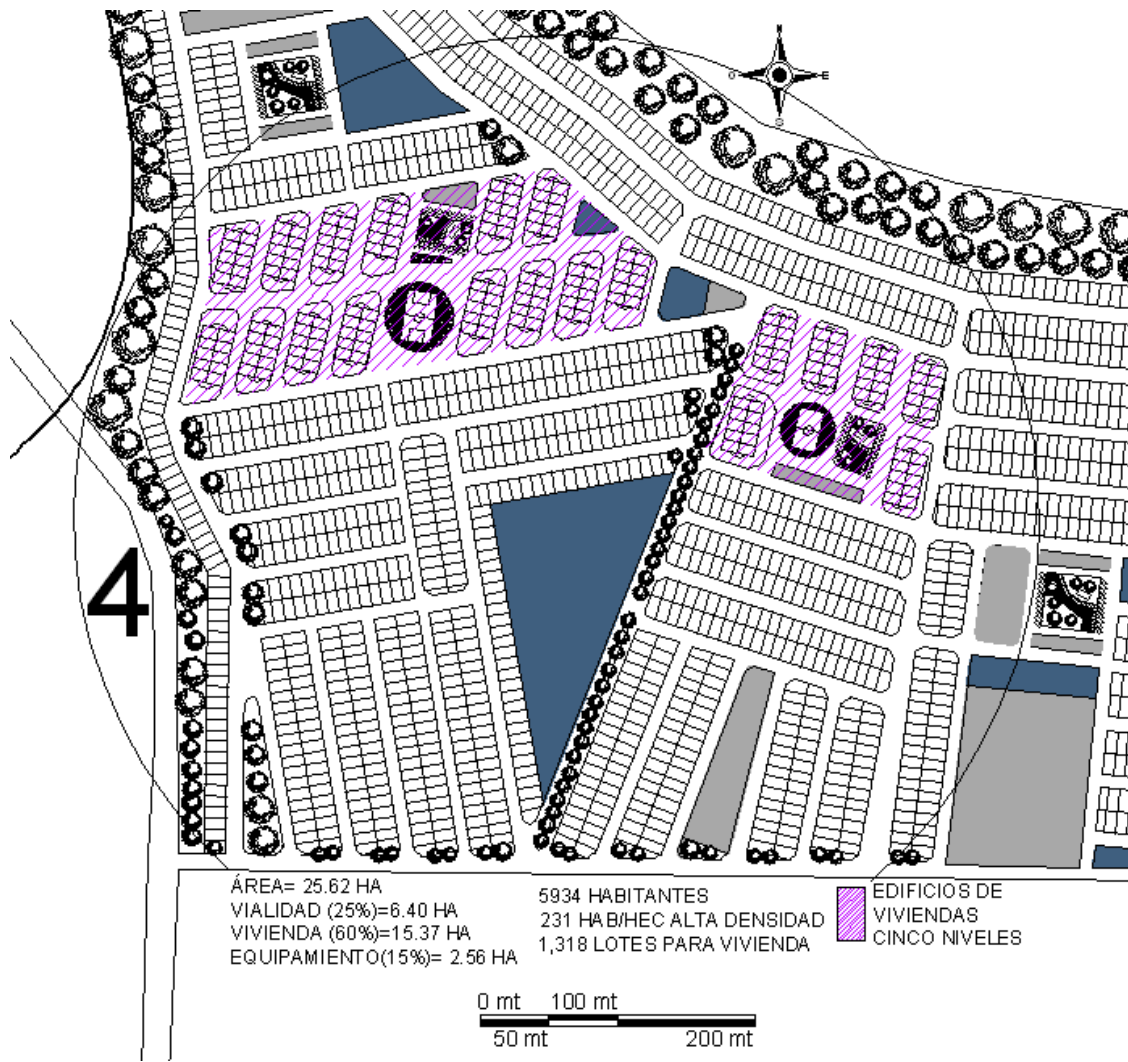 N
O
E
S
4
ÁREA= 25.62 HA
VIALIDAD (25%)=6.40 HA
VIVIENDA (60%)=15.37 HA
EQUIPAMIENTO(15%)= 2.56 HA
5934 HABITANTES
231 HAB/HEC ALTA DENSIDAD
1,318 LOTES PARA VIVIENDA
EDIFICIOS DE
VIVIENDAS
CINCO NIVELES
0 mt 100 mt
50 mt 200 mt